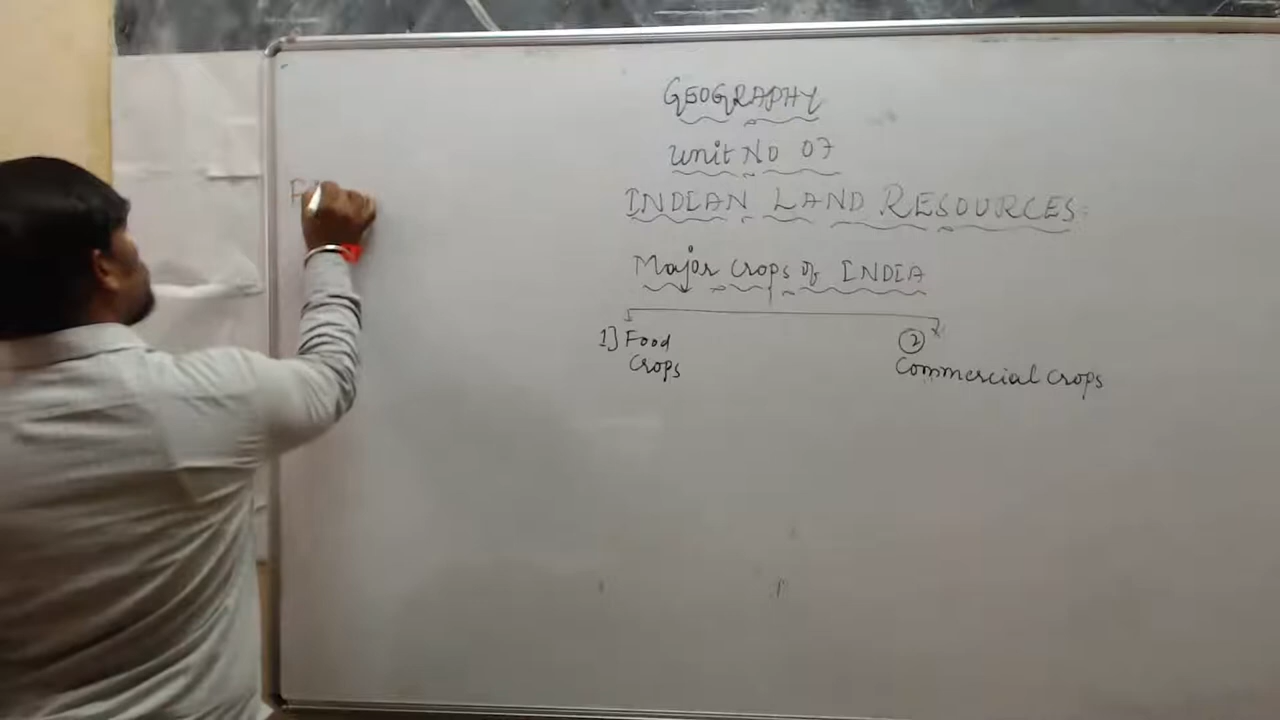 GEOGRAPHY
Unit No 07
INDIAN LAND RESOURCES:
Major crops of INDIA
1] Food
Crops
②
Commercial Crops